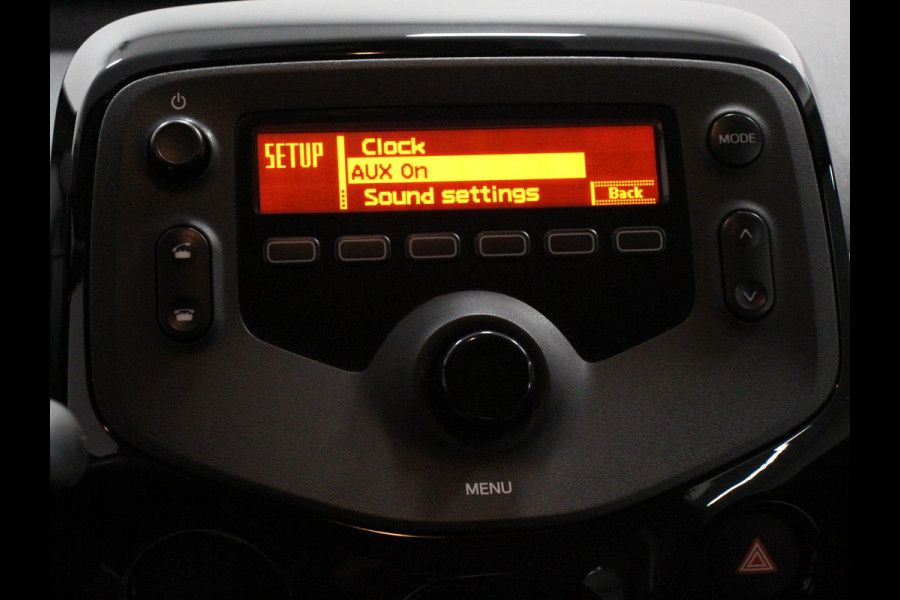 SETUP
Clock
AUX On
Sound settings
Back
MODE
MENU